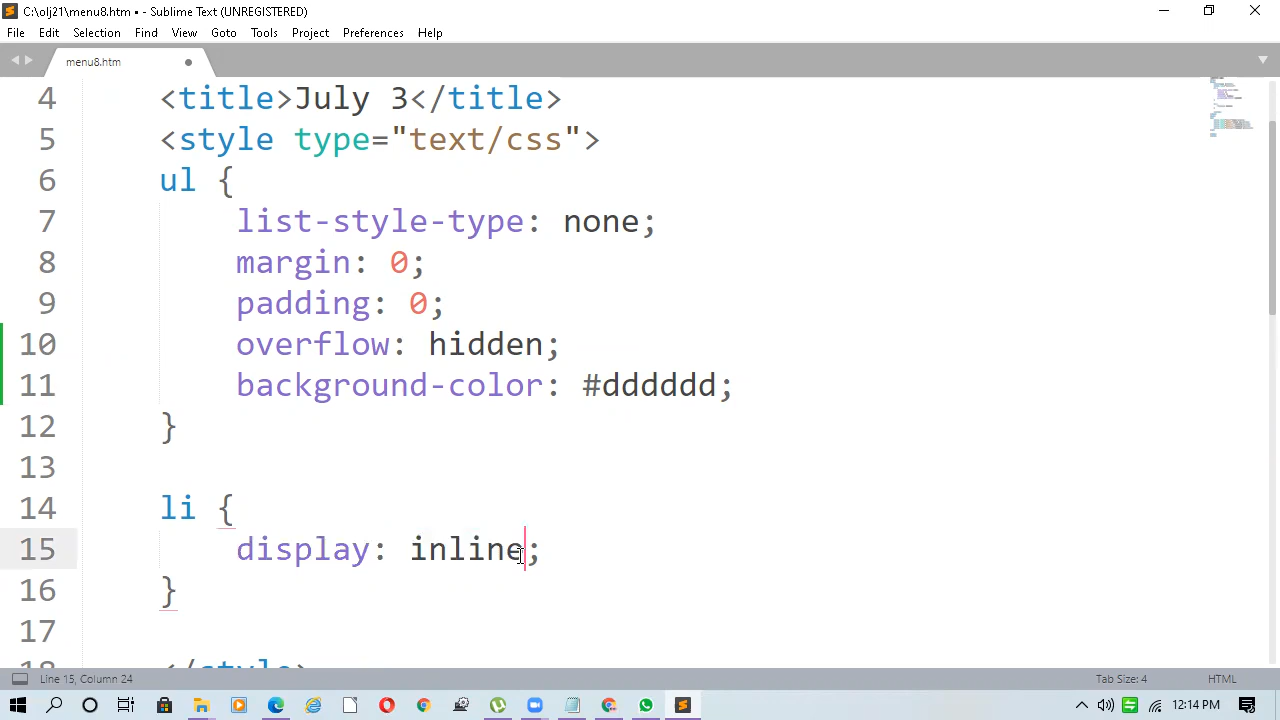 C:\olj21\menu8.htm • - Sublime Text (UNREGISTERED)
File Edit Selection Find View Goto Tools Project Preferences Help
menu8.htm
4 <title>July 3</title>
5 <style type="text/css">
6 ul {
7 list-style-type: none;
8 margin: 0;
9 padding: 0;
10 overflow: hidden;
11 background-color: #dddddd;
12 }
13
14 li {
15 display: inline;
16 }
17
18 </style>
Line 15, Column 24 Tab Size: 4 HTML
12:14 PM